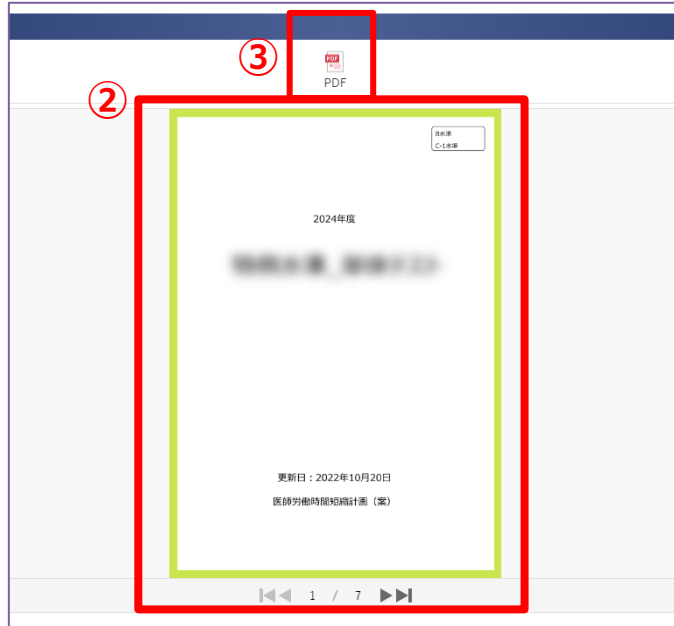 ③
PDF
PDF
②
B水準
C-1水準
2024年度
更新日：2022年10月20日
医師労働時間短縮計画（案）
1 / 7